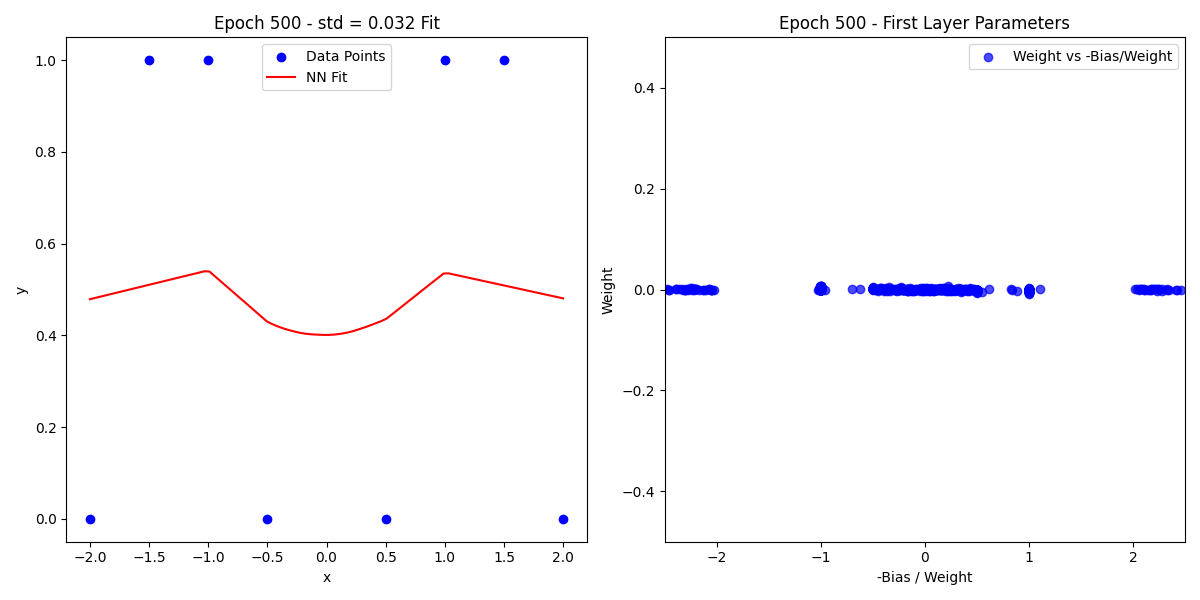 Epoch 500 - std = 0.032 Fit
Data Points
NN Fit
1.0
0.8
0.6
0.4
0.2
0.0
y
−2.0 −1.5 −1.0 −0.5 0.0 0.5 1.0 1.5 2.0
x
Epoch 500 - First Layer Parameters
Weight vs -Bias/Weight
0.4
0.2
0.0
−0.2
−0.4
Weight
−2 −1 0 1 2
-Bias / Weight